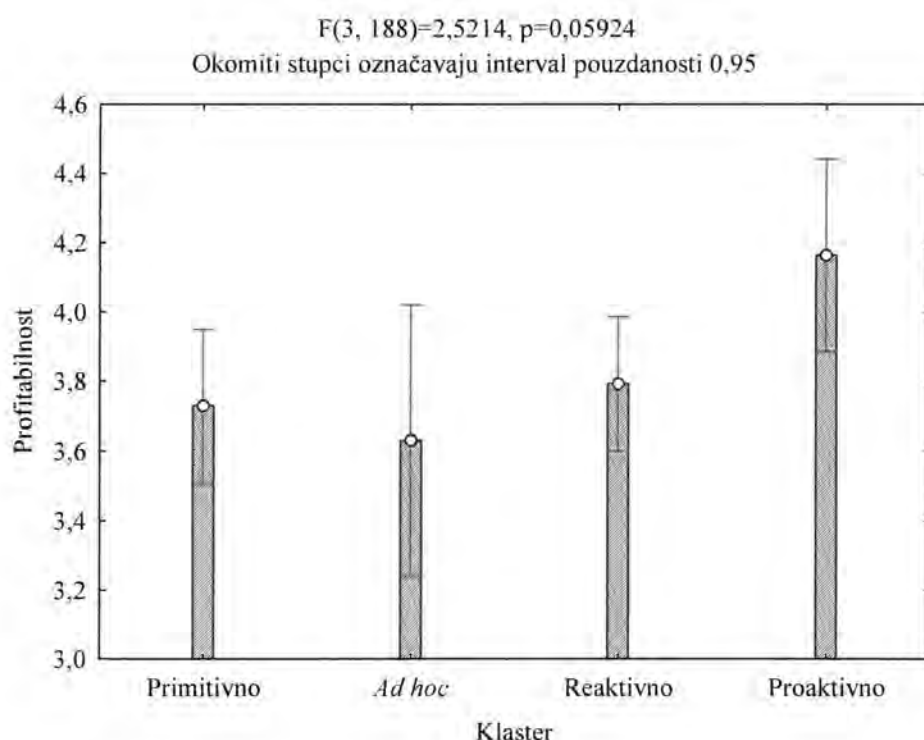 F(3, 188)=2,5214, p=0,05924
Okomiti stupci označavaju interval pouzdanosti 0,95
4,6
4,4
4,2
4,0
3,8
3,6
3,4
3,2
3,0
Profitabilnost
Primitivno Ad hoc Reaktivno Proaktivno
Klaster